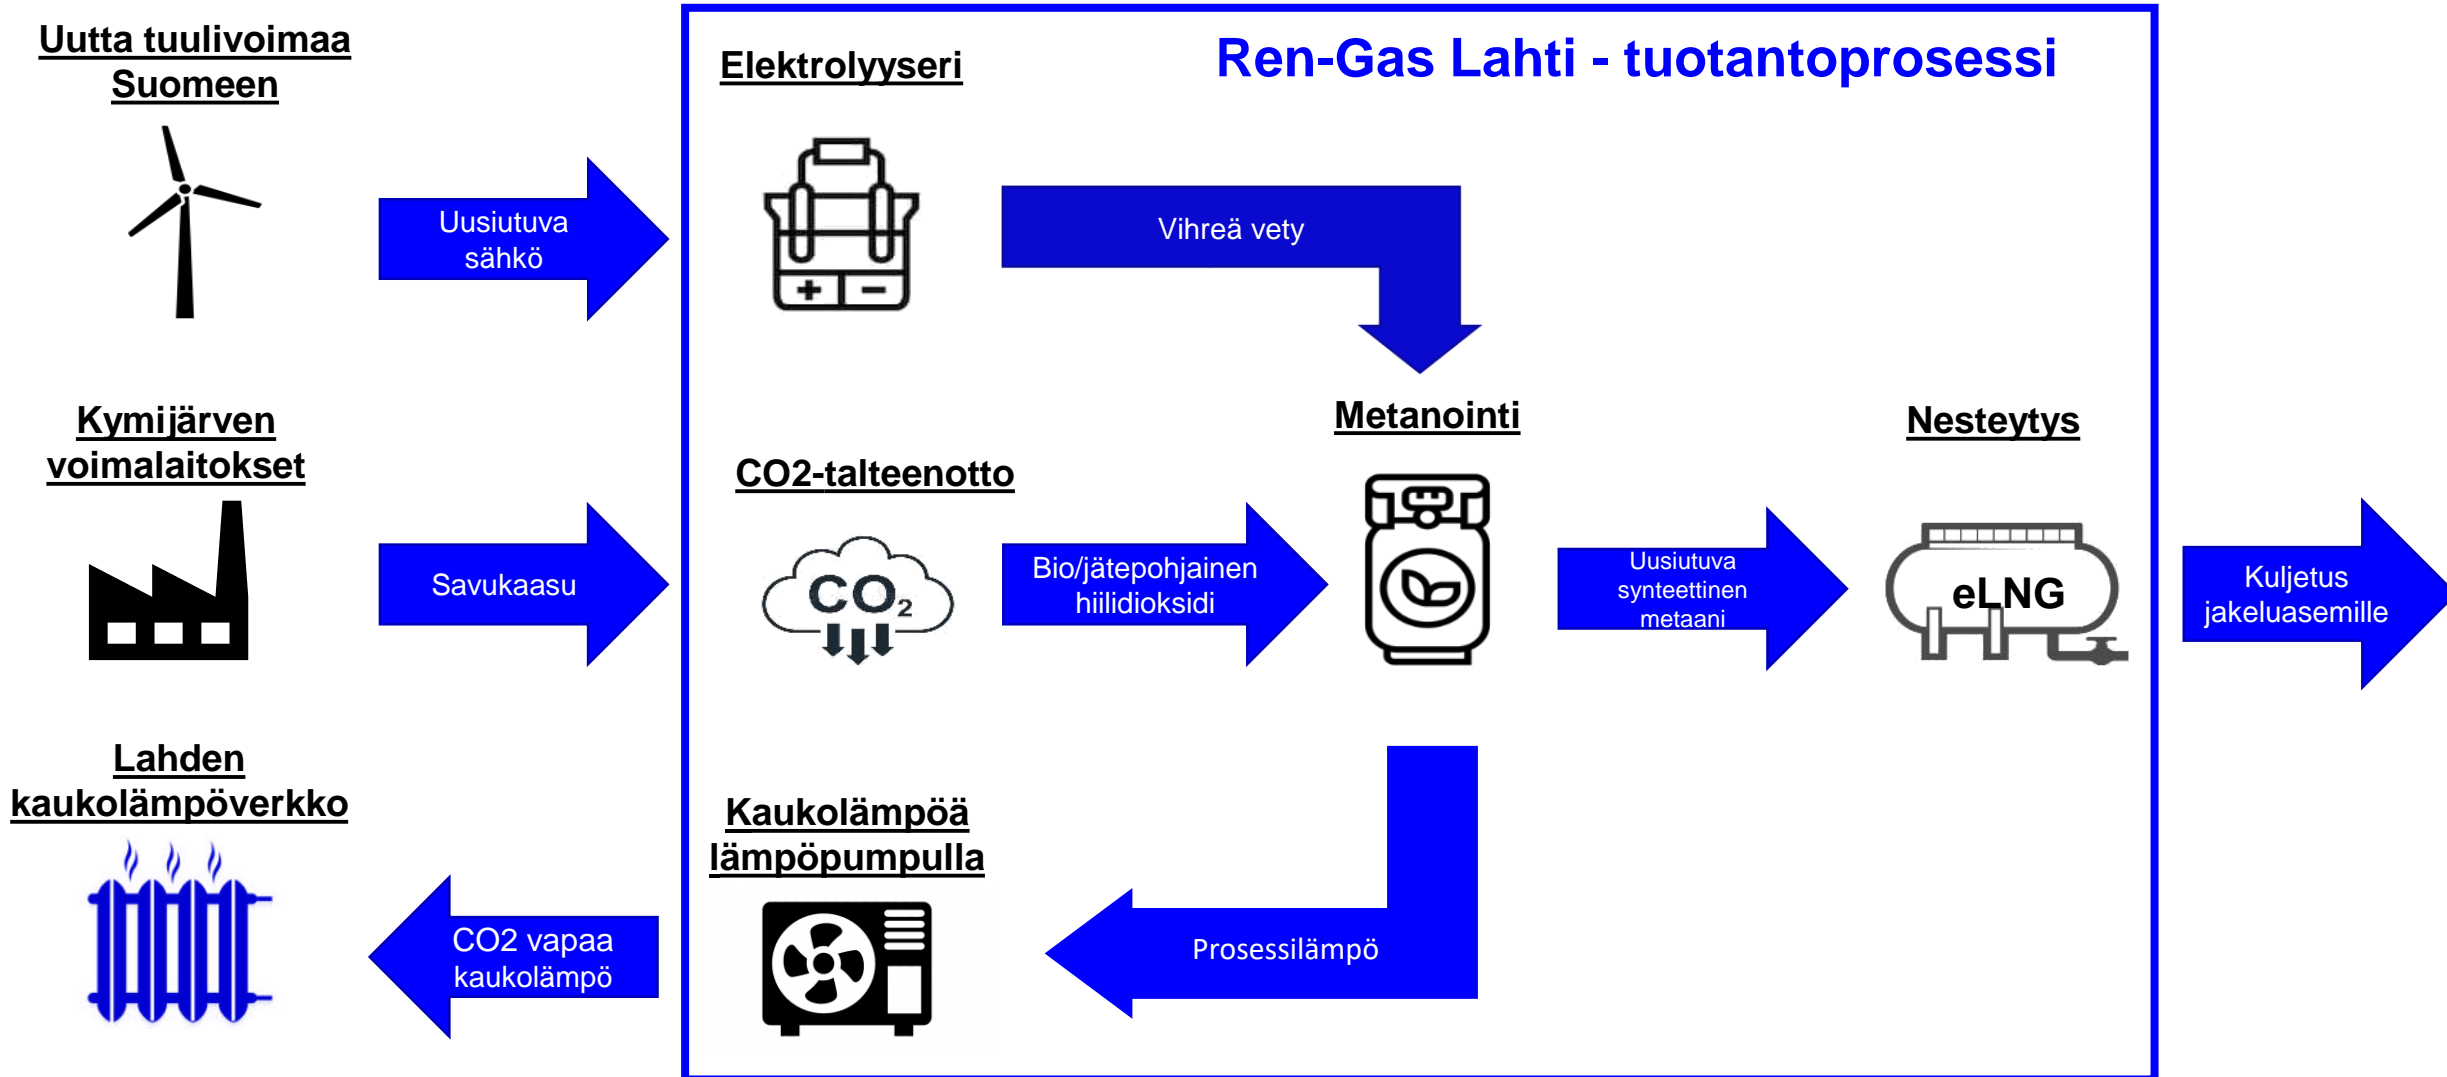 Ren-Gas Lahti - tuotantoprosessi
Uutta tuulivoimaa
Suomeen
Uusiutuva
sähkö
Elektrolyyseri
+ −
Vihreä vety
Kymijärven
voimalaitokset
Savukaasu
CO2-talteenotto
CO2
Bio/jätepohjainen
hiilidioksidi
Metanointi
Uusiutuva
synteettinen
metaani
Nesteytys
eLNG
Kuljetus
jakeluasemille
Lahden
kaukolämpöverkko
CO2 vapaa
kaukolämpö
Kaukolämpöä
lämpöpumpulla
Prosessilämpö